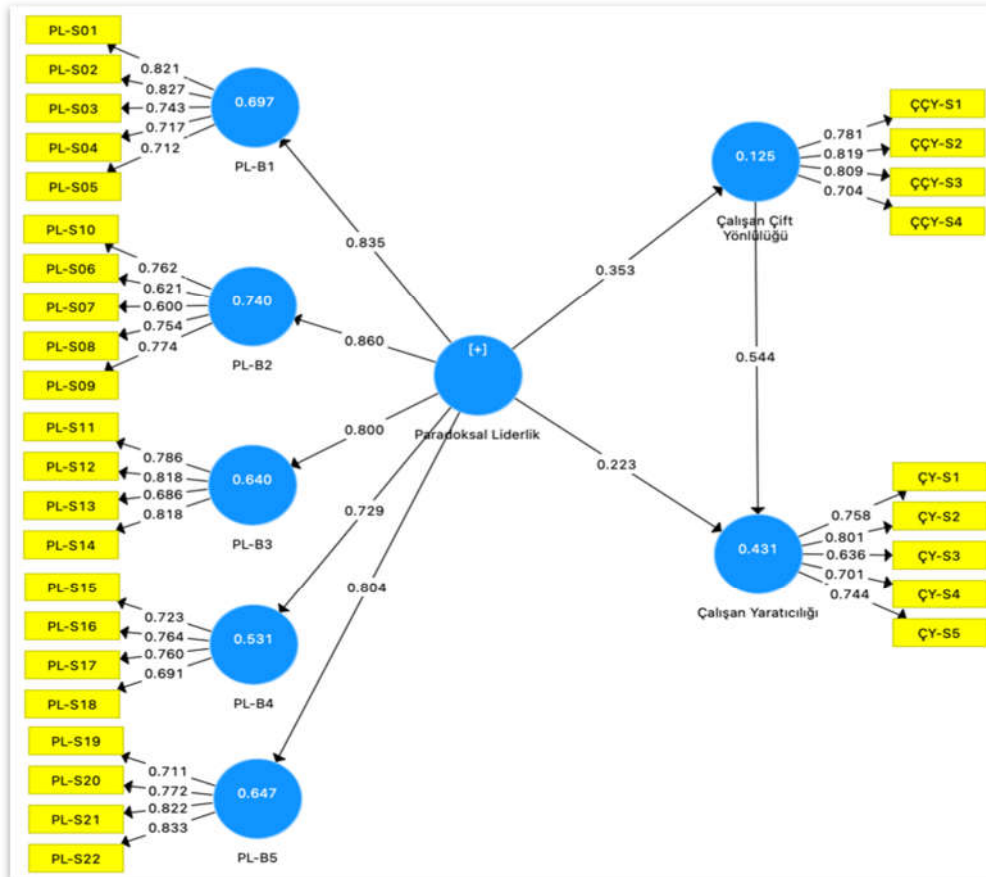 PL-S01
PL-S02
PL-S03
PL-S04
PL-S05
0.821
0.827
0.743
0.717
0.712
0.697
PL-B1
PL-S10
PL-S06
PL-S07
PL-S08
PL-S09
0.762
0.621
0.600
0.754
0.774
0.740
PL-B2
PL-S11
PL-S12
PL-S13
PL-S14
0.786
0.818
0.686
0.818
0.640
PL-B3
PL-S15
PL-S16
PL-S17
PL-S18
0.723
0.764
0.760
0.691
0.531
PL-B4
PL-S19
PL-S20
PL-S21
PL-S22
0.711
0.772
0.822
0.833
0.647
PL-B5
0.835
0.860
0.800
0.729
0.804
[+]
Paradoksal Liderlik
0.353
0.223
0.125
Çalışan Çift
Yönlülüğü
0.544
0.781
0.819
0.809
0.704
ÇÇY-S1
ÇÇY-S2
ÇÇY-S3
ÇÇY-S4
0.431
Çalışan Yaratıcılığı
0.758
0.801
0.636
0.701
0.744
ÇY-S1
ÇY-S2
ÇY-S3
ÇY-S4
ÇY-S5